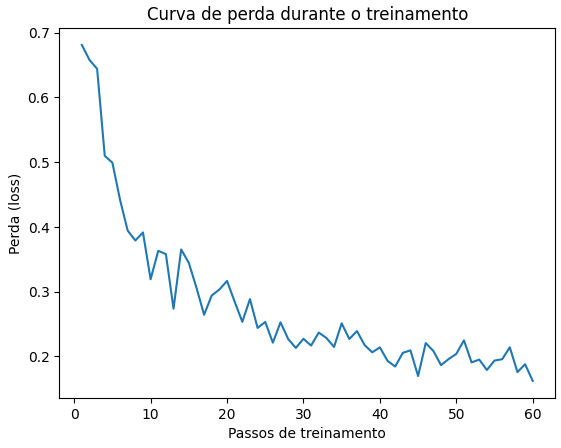 Curva de perda durante o treinamento
0.7
0.6
0.5
0.4
0.3
0.2
Perda (loss)
0 10 20 30 40 50 60
Passos de treinamento